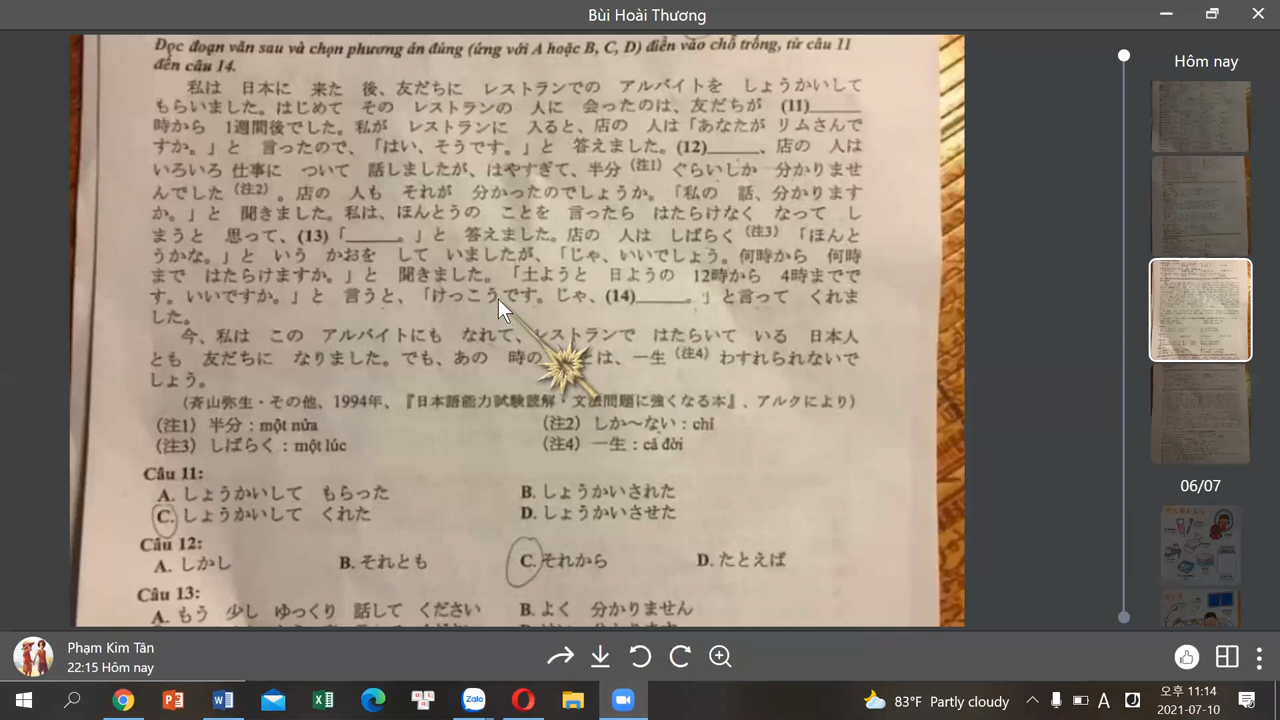 Bùi Hoài Thương
Đọc đoạn văn sau và chọn phương án đúng (ứng với A hoặc B, C, D) điền vào chỗ trống, từ câu 11
đến câu 14.
私は 日本に 来た 後、友だちに レストランでの アルバイトを しょうかいして
もらいました。はじめて その レストランの 人に 会ったのは、友だちが (11)_____
時から 1週間後でした。私が レストランに 入ると、店の 人は「あなたが リムさんで
すか。」と 言ったので、「はい、そうです。」と 答えました。(12)_____、店の 人は
いろいろ 仕事に ついて 話しましたが、はやすぎて、半分(注1)ぐらいしか 分かりませ
んでした(注2)。店の 人も それが 分かったのでしょうか。「私の 話、分かります
か。」と 聞きました。私は、ほんとうの ことを 言ったら はたらけなく なって し
まうと 思って、(13)「_____。」と 答えました。店の 人は しばらく(注3)「ほんと
うかな。」と いう かおを して いましたが、「じゃ、いいでしょう。何時から 何時
まで はたらけますか。」と 聞きました。「土ようと 日ようの 12時から 4時までで
す。いいですか。」と 言うと、「けっこうです。じゃ、(14)_____。」と言って くれま
した。
今、私は この アルバイトにも なれて、レストランで はたらいて いる 日本人
とも 友だちに なりました。でも、あの 時の とは、一生(注4)わすれられないで
しょう。
(斉山弥生・その他、1994年、『日本語能力試験読解・文法問題に強くなる本』、アルクにより)
(注1) 半分 : một nửa
(注2) しか～ない : chỉ
(注3) しばらく : một lúc
(注4) 一生 : cả đời
Câu 11:
A. しょうかいして もらった
B. しょうかいされた
C. しょうかいして くれた
D. しょうかいさせた
Câu 12:
A. しかし
B. それとも
C. それから
D. たとえば
Câu 13:
A. もう 少し ゆっくり 話して ください
B. よく 分かりません
Hôm nay
06/07
Phạm Kim Tân
22:15 Hôm nay
83°F Partly cloudy
A
오후 11:14
2021-07-10